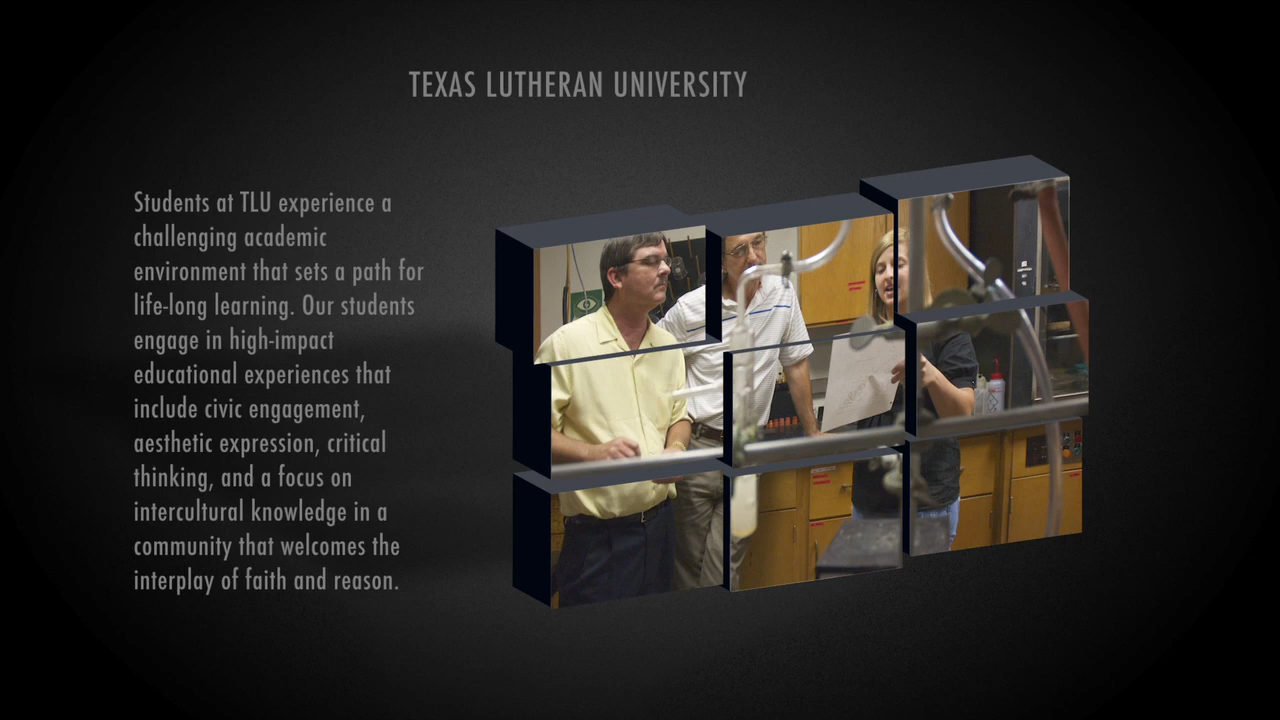 TEXAS LUTHERAN UNIVERSITY
Students at TLU experience a
challenging academic
environment that sets a path for
life-long learning. Our students
engage in high-impact
educational experiences that
include civic engagement,
aesthetic expression, critical
thinking, and a focus on
intercultural knowledge in a
community that welcomes the
interplay of faith and reason.